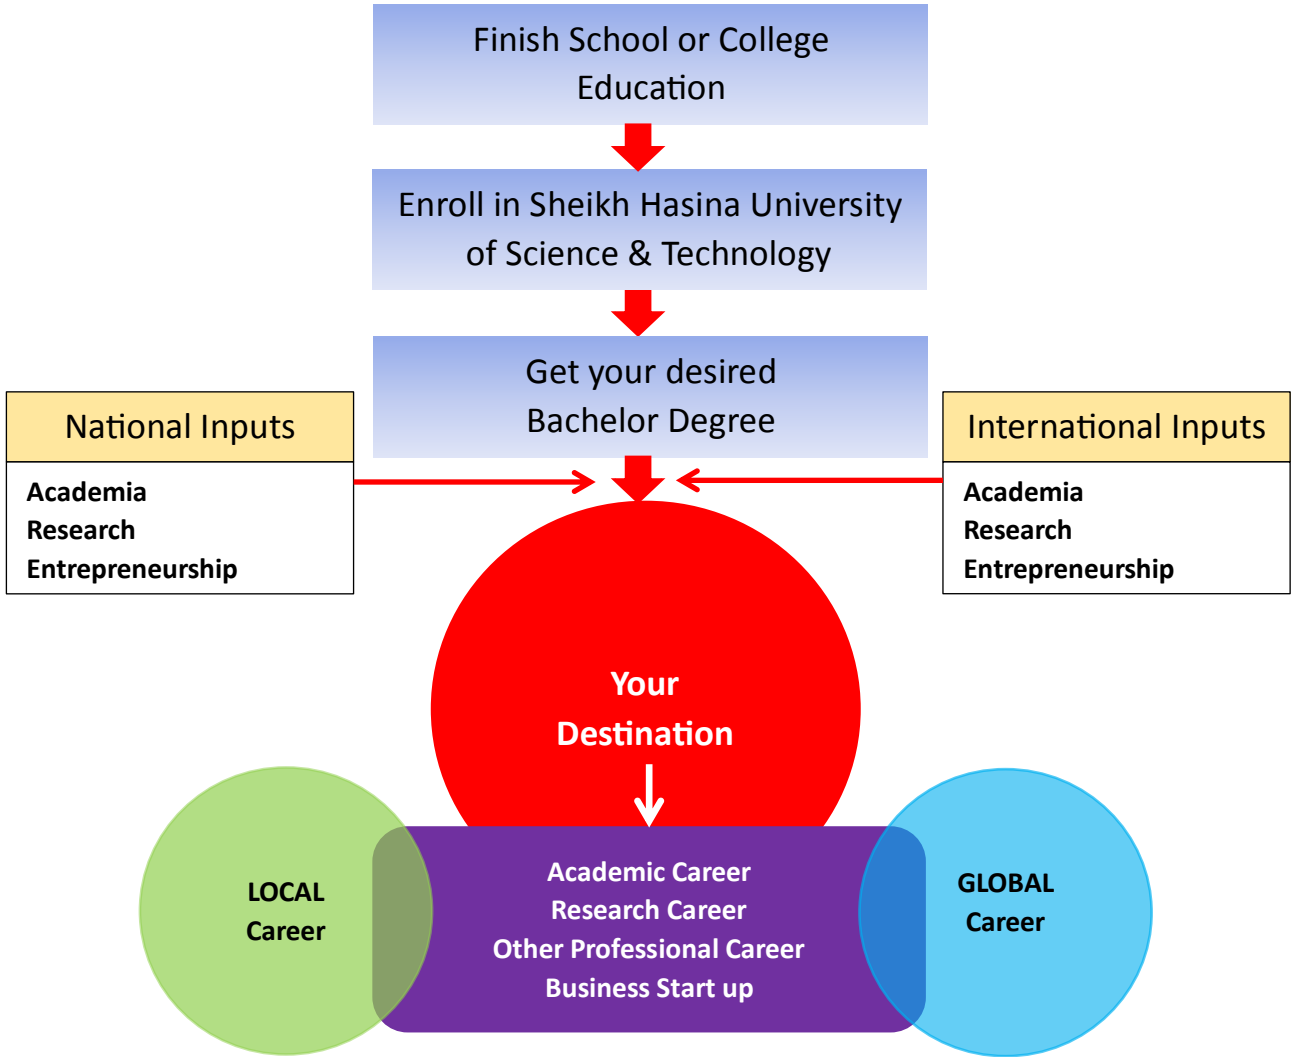 Finish School or College
Education
Enroll in Sheikh Hasina University
of Science & Technology
Get your desired
Bachelor Degree
National Inputs
Academia
Research
Entrepreneurship
International Inputs
Academia
Research
Entrepreneurship
Your
Destination
LOCAL
Career
Academic Career
Research Career
Other Professional Career
Business Start up
GLOBAL
Career